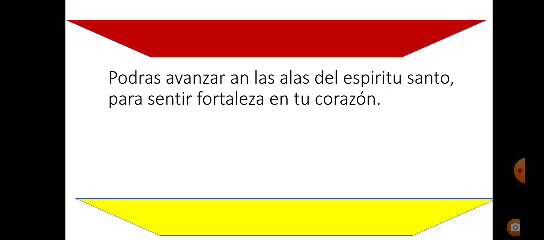 Podras avanzar an las alas del espiritu santo,
para sentir fortaleza en tu corazón.